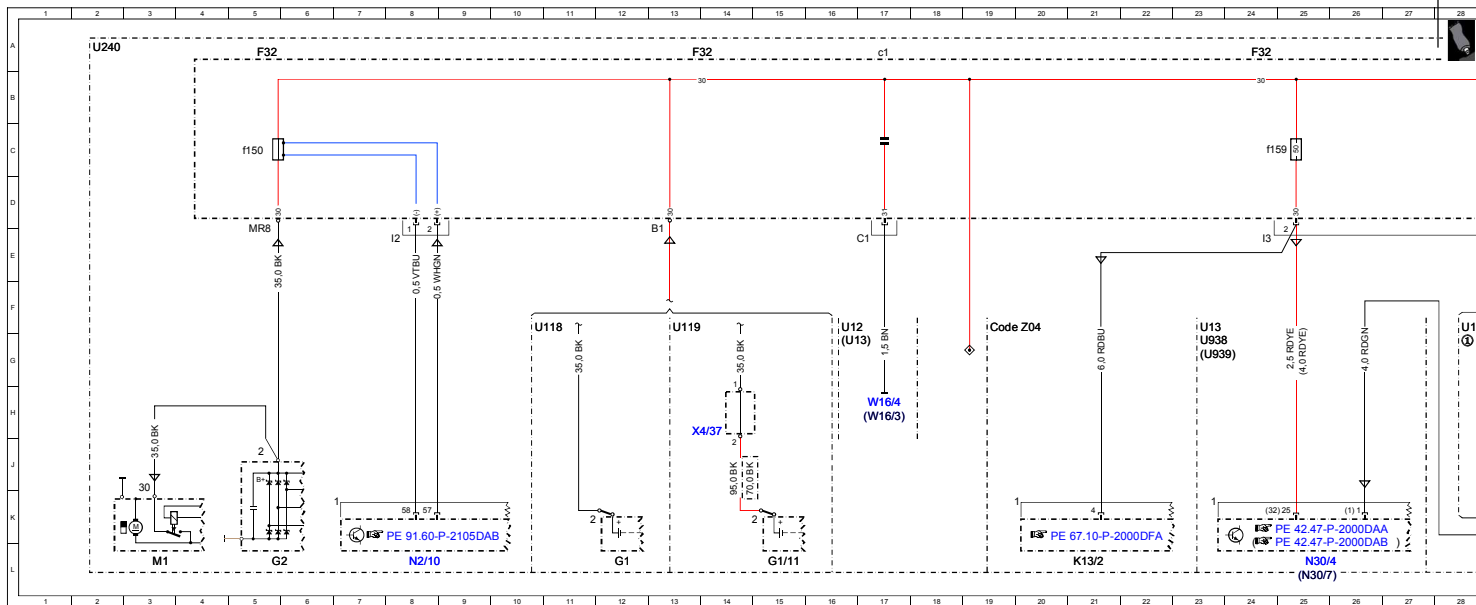 1 2 3 4 5 6 7 8 9 10 11 12 13 14 15 16 17 18 19 20 21 22 23 24 25 26 27 28
A
U240
F32 F32 c1 F32
30 30
B
C
f150 f159 50
D
30 (-) (+) 30 31 30
MR8 I2 1 2 B1 C1 I3 2
E
35,0 BK 0,5 VTBU 0,5 WHGN
F
U118 U119 U12 Code Z04 U13 U1
(U13) U938 ①
(U939)
G
35,0 BK 35,0 BK 1,5 BN 6,0 RDBU 2,5 RDYE (4,0 RDYE) 4,0 RDGN
1
H
W16/4
(W16/3)
X4/37
2
35,0 BK
2
J
B+
95,0 BK 70,0 BK
30
1 58 57 1 4 1 (32) 25 (1) 1
K
M 2 + 2 +
PE 91.60-P-2105DAB PE 67.10-P-2000DFA PE 42.47-P-2000DAA
( PE 42.47-P-2000DAB )
L
M1 G2 N2/10 G1 G1/11 K13/2 N30/4
(N30/7)
1 2 3 4 5 6 7 8 9 10 11 12 13 14 15 16 17 18 19 20 21 22 23 24 25 26 27 28